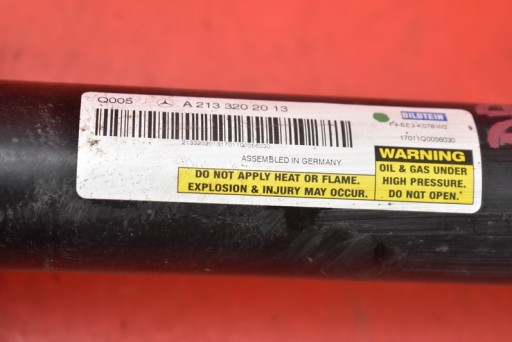 Q005 A 213 320 20 13
BILSTEIN
17011Q0056030
ASSEMBLED IN GERMANY
WARNING
OIL & GAS UNDER
HIGH PRESSURE.
DO NOT OPEN.
DO NOT APPLY HEAT OR FLAME.
EXPLOSION & INJURY MAY OCCUR.